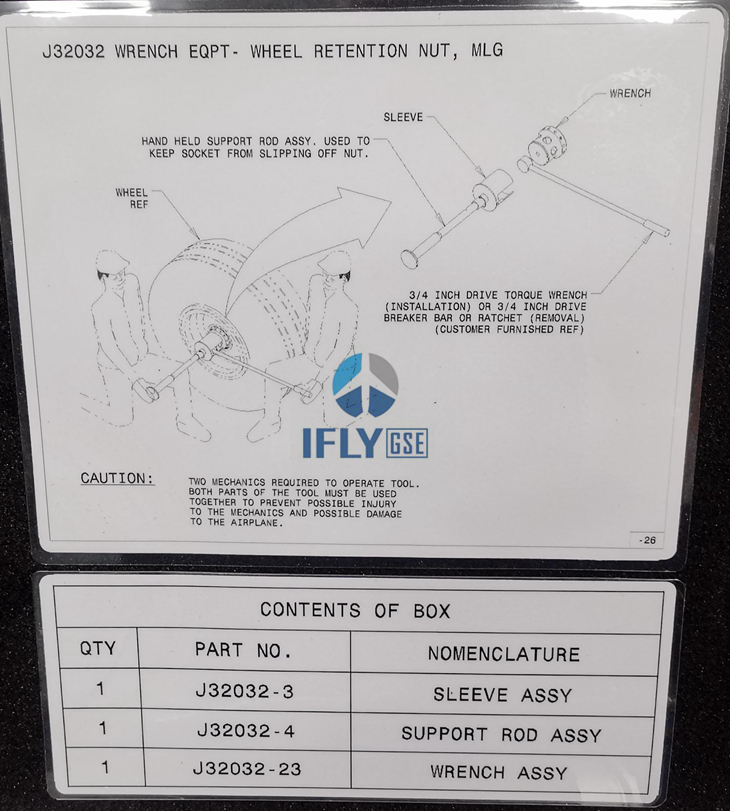 J32032 WRENCH EQPT- WHEEL RETENTION NUT, MLG
WRENCH
SLEEVE
HAND HELD SUPPORT ROD ASSY. USED TO
KEEP SOCKET FROM SLIPPING OFF NUT.
WHEEL
REF
3/4 INCH DRIVE TORQUE WRENCH
(INSTALLATION) OR 3/4 INCH DRIVE
BREAKER BAR OR RATCHET (REMOVAL)
(CUSTOMER FURNISHED REF)
IFLY GSE
CAUTION:
TWO MECHANICS REQUIRED TO OPERATE TOOL.
BOTH PARTS OF THE TOOL MUST BE USED
TOGETHER TO PREVENT POSSIBLE INJURY
TO THE MECHANICS AND POSSIBLE DAMAGE
TO THE AIRPLANE.
-26
CONTENTS OF BOX
QTY PART NO. NOMENCLATURE
1 J32032-3 SLEEVE ASSY
1 J32032-4 SUPPORT ROD ASSY
1 J32032-23 WRENCH ASSY